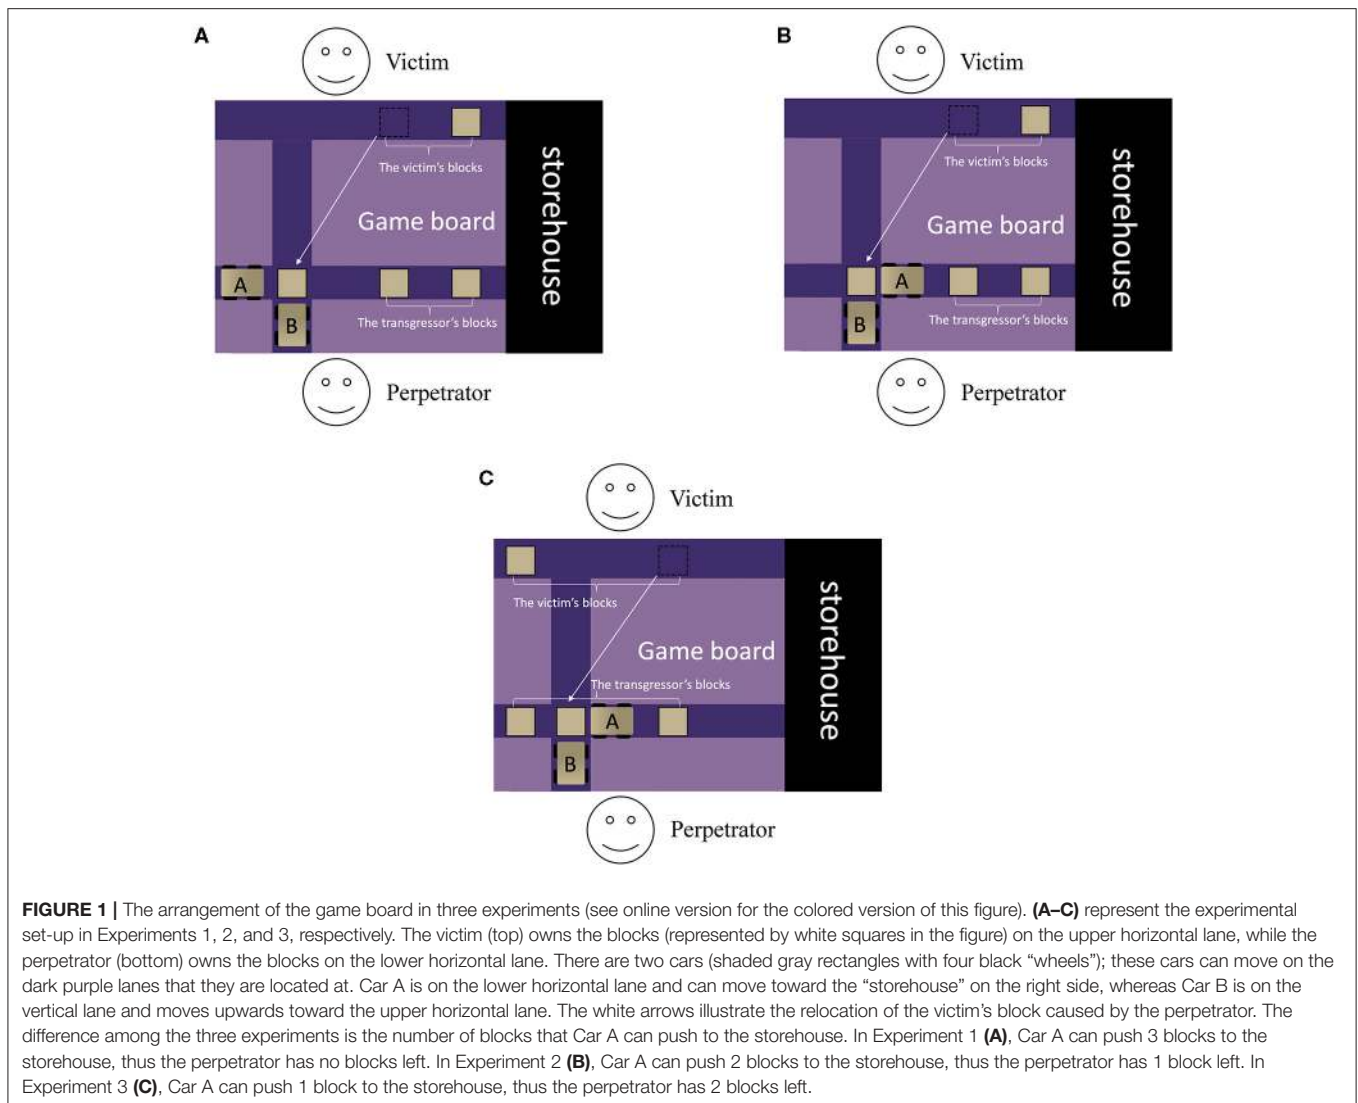 A
Victim
The victim's blocks
Game board
storehouse
A
B
The transgressor's blocks
Perpetrator
B
Victim
The victim's blocks
Game board
storehouse
A
B
The transgressor's blocks
Perpetrator
C
Victim
The victim's blocks
Game board
storehouse
The transgressor's blocks
A
B
Perpetrator
FIGURE 1 | The arrangement of the game board in three experiments (see online version for the colored version of this figure). (A–C) represent the experimental
set-up in Experiments 1, 2, and 3, respectively. The victim (top) owns the blocks (represented by white squares in the figure) on the upper horizontal lane, while the
perpetrator (bottom) owns the blocks on the lower horizontal lane. There are two cars (shaded gray rectangles with four black “wheels”); these cars can move on the
dark purple lanes that they are located at. Car A is on the lower horizontal lane and can move toward the “storehouse” on the right side, whereas Car B is on the
vertical lane and moves upwards toward the upper horizontal lane. The white arrows illustrate the relocation of the victim's block caused by the perpetrator. The
difference among the three experiments is the number of blocks that Car A can push to the storehouse. In Experiment 1 (A), Car A can push 3 blocks to the
storehouse, thus the perpetrator has no blocks left. In Experiment 2 (B), Car A can push 2 blocks to the storehouse, thus the perpetrator has 1 block left. In
Experiment 3 (C), Car A can push 1 block to the storehouse, thus the perpetrator has 2 blocks left.